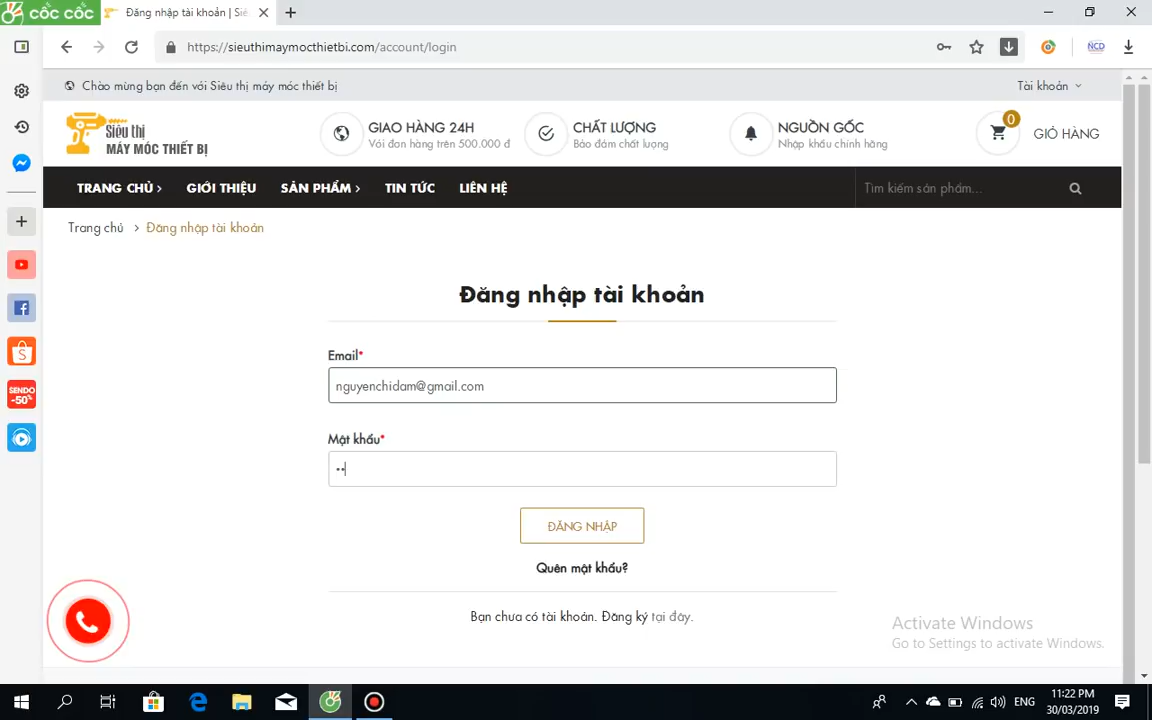 cốc cốc
Đăng nhập tài khoản | Siê
https://sieuthimaymocthietbi.com/account/login
NCD
Chào mừng bạn đến với Siêu thị máy móc thiết bị
Tài khoản
Siêu thị
MÁY MÓC THIẾT BỊ
GIAO HÀNG 24H
Với đơn hàng trên 500.000 đ
CHẤT LƯỢNG
Bảo đảm chất lượng
NGUỒN GỐC
Nhập khẩu chính hãng
0
GIỎ HÀNG
TRANG CHỦ GIỚI THIỆU SẢN PHẨM TIN TỨC LIÊN HỆ
Tìm kiếm sản phẩm...
Trang chủ > Đăng nhập tài khoản
SENDO
-50%
Đăng nhập tài khoản
Email*
nguyenchidam@gmail.com
Mật khẩu*
ĐĂNG NHẬP
Quên mật khẩu?
Bạn chưa có tài khoản. Đăng ký tại đây.
Activate Windows
Go to Settings to activate Windows.
ENG
11:22 PM
30/03/2019